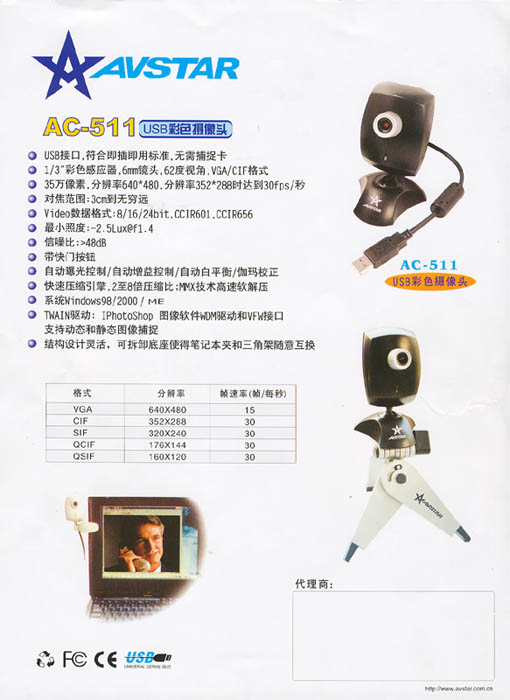 AVSTAR
AC-511 USB彩色摄像头
USB接口,符合即插即用标准,无需捕捉卡
1/3"彩色感应器,6mm镜头,62度视角,VGA/CIF格式
35万像素,分辨率640*480.分辨率352*288时达到30fps/秒
对焦范围:3cm到无穷远
Video数据格式:8/16/24bit.CCIR601.CCIR656
最小照度:-2.5Lux@f1.4
信噪比:>48dB
带快门按钮
自动曝光控制/自动增益控制/自动白平衡/伽玛校正
快速压缩引擎,2至8倍压缩比:MMX技术高速软解压
系统Windows98/2000/ME
TWAIN驱动: IPhotoShop 图像软件WDM驱动和VFW接口
支持动态和静态图像捕捉
结构设计灵活,可拆卸底座使得笔记本夹和三角架随意互换
AC-511
USB彩色摄像头
格式 分辨率 帧速率(帧/每秒)
VGA 640X480 15
CIF 352X288 30
SIF 320X240 30
QCIF 176X144 30
QSIF 160X120 30
AVSTAR
AVSTAR
代理商:
FC CE USB
UNIVERSAL SERIAL BUS
http://www.avstar.com.cn